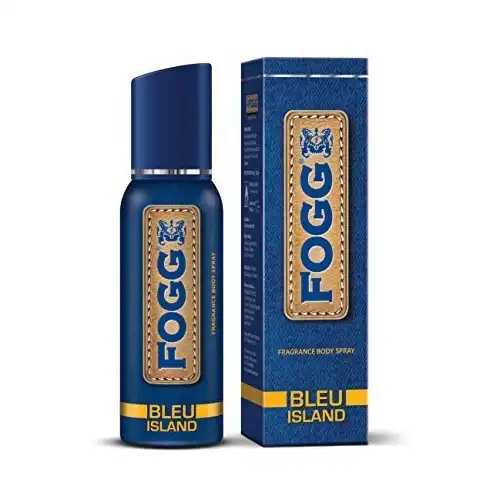 FOGG
FRAGRANCE BODY SPRAY
BLEU
ISLAND
FOGG
FRAGRANCE BODY SPRAY
BLEU
ISLAND